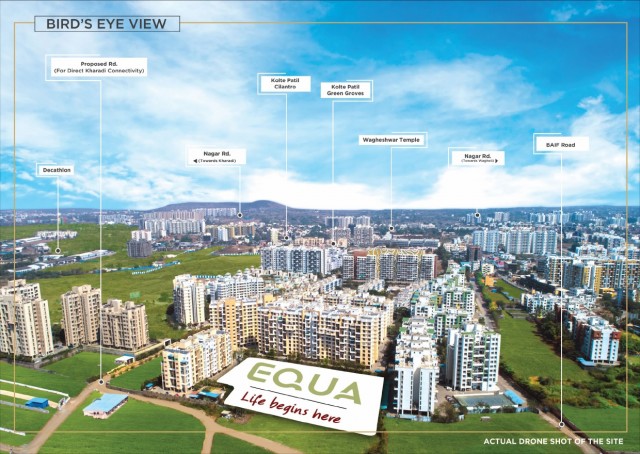 BIRD'S EYE VIEW
Proposed Rd.
(For Direct Kharadi Connectivity)
Kolte Patil
Cilantro
Kolte Patil
Green Groves
Wagheshwar Temple
BAIF Road
Nagar Rd.
(Towards Kharadi)
Nagar Rd.
(Towards Wagholi)
Decathlon
EQUA
Life begins here
ACTUAL DRONE SHOT OF THE SITE